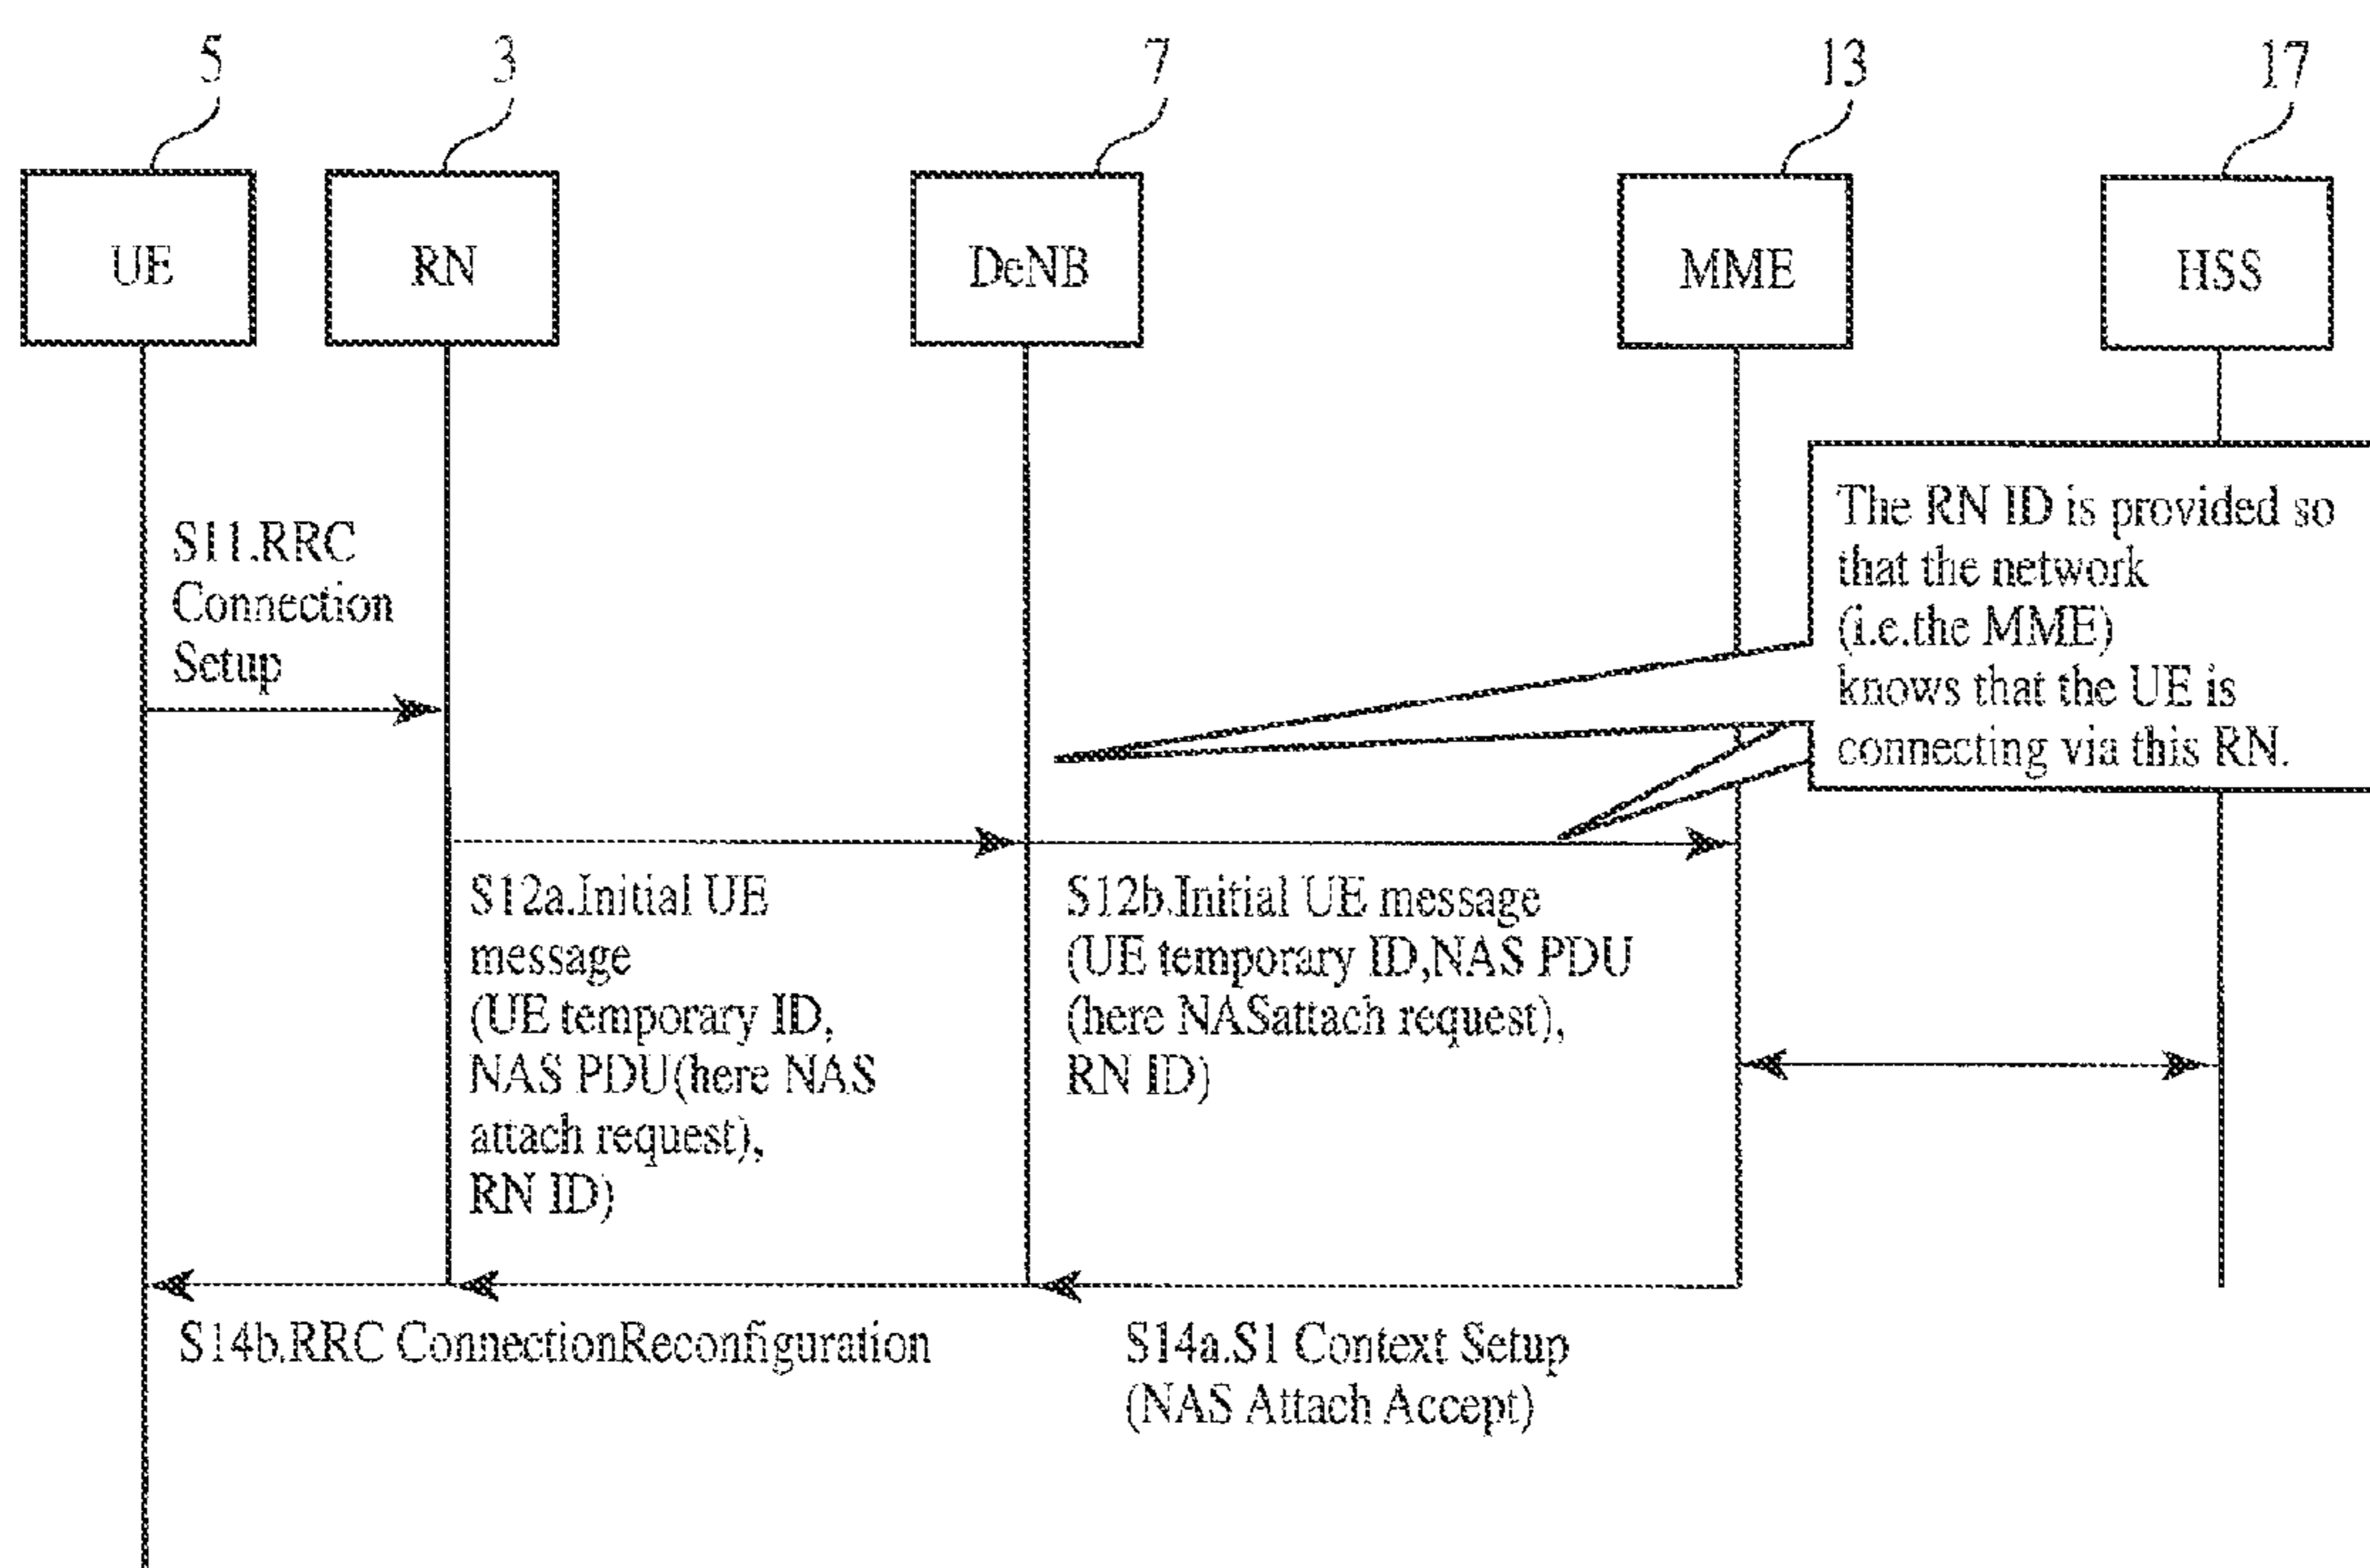 5
3
7
13
17
UE
RN
DeNB
MME
HSS
The RN ID is provided so
that the network
(i.e.the MME)
knows that the UE is
connecting via this RN.
S11.RRC
Connection
Setup
S12a.Initial UE
message
(UE temporary ID,
NAS PDU(here NAS
attach request),
RN ID)
S12b.Initial UE message
(UE temporary ID,NAS PDU
(here NASattach request),
RN ID)
S14b.RRC ConnectionReconfiguration
S14a.S1 Context Setup
(NAS Attach Accept)